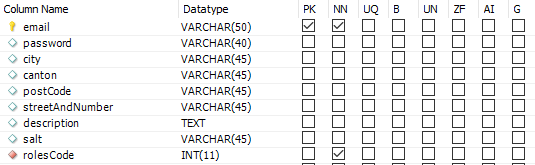 Column Name Datatype PK NN UQ B UN ZF AI G
email VARCHAR(50)
password VARCHAR(40)
city VARCHAR(45)
canton VARCHAR(45)
postCode VARCHAR(45)
streetAndNumber VARCHAR(45)
description TEXT
salt VARCHAR(45)
rolesCode INT(11)